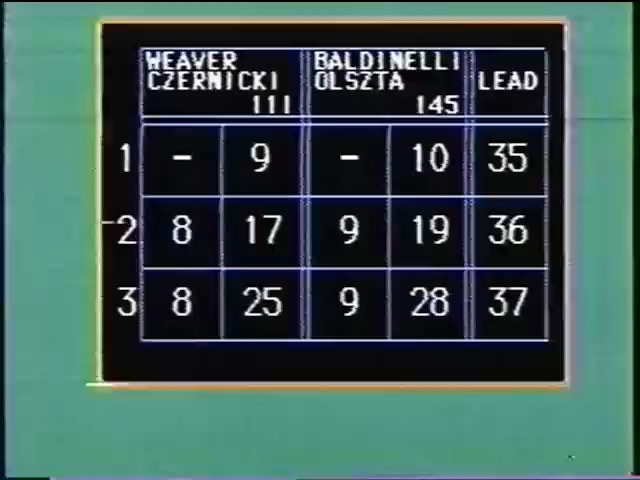 WEAVER BALDINELLI
CZERNICKI OLSZTA LEAD
111 145
1 - 9 - 10 35
2 8 17 9 19 36
3 8 25 9 28 37